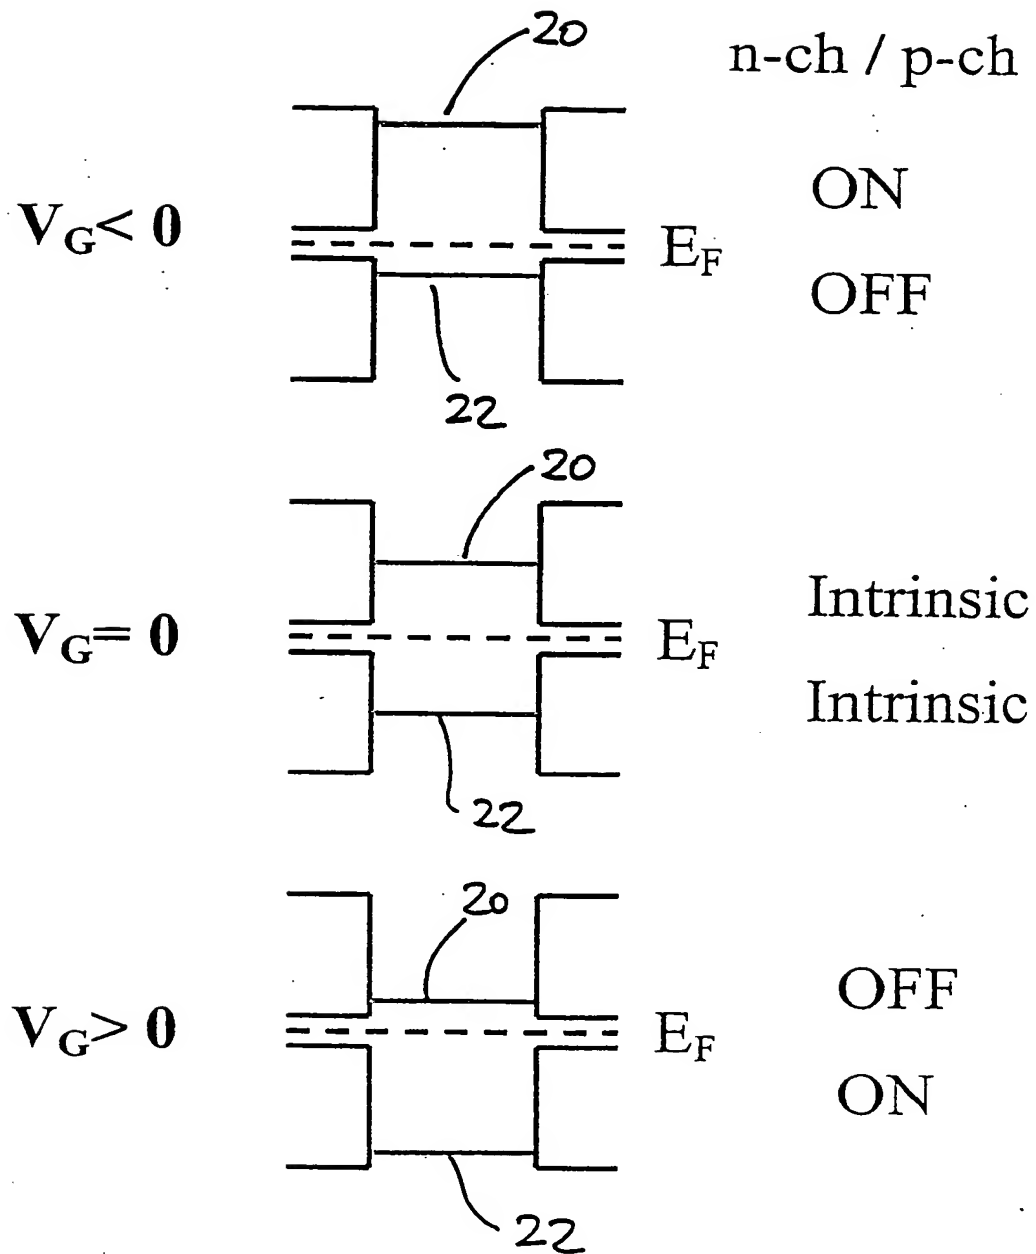 20
n-ch / p-ch
ON
V_G< 0
E_F
OFF
22
20
Intrinsic
V_G= 0
E_F
Intrinsic
22
20
OFF
V_G> 0
E_F
ON
22